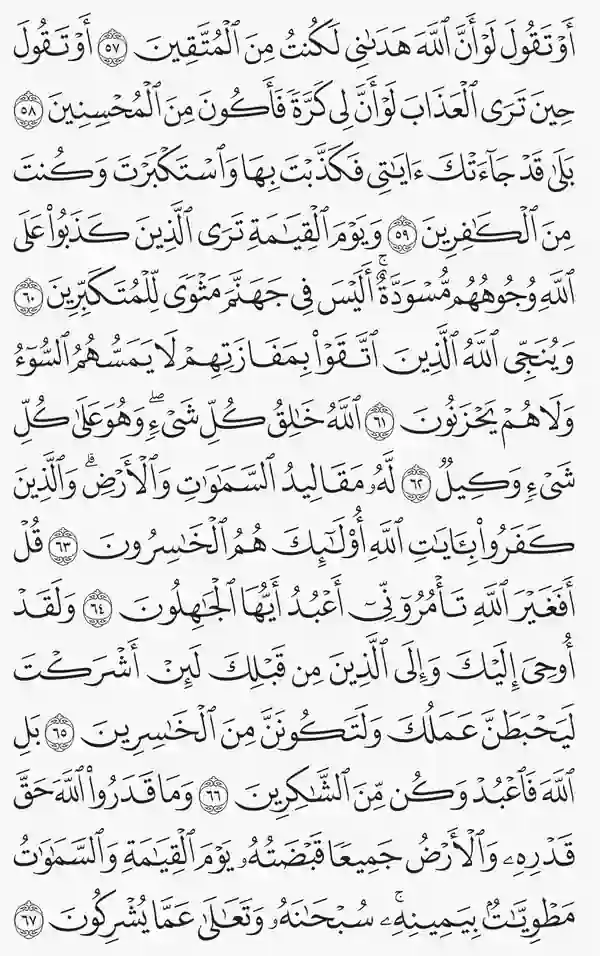 أَوْ تَقُولَ لَوْ أَنَّ ٱللَّهَ هَدَىٰنِى لَكُنتُ مِنَ ٱلْمُتَّقِينَ ٥٧ أَوْ تَقُولَ
حِينَ تَرَى ٱلْعَذَابَ لَوْ أَنَّ لِى كَرَّةً فَأَكُونَ مِنَ ٱلْمُحْسِنِينَ ٥٨
بَلَىٰ قَدْ جَآءَتْكَ ءَايَٰتِى فَكَذَّبْتَ بِهَا وَٱسْتَكْبَرْتَ وَكُنتَ
مِنَ ٱلْكَٰفِرِينَ ٥٩ وَيَوْمَ ٱلْقِيَٰمَةِ تَرَى ٱلَّذِينَ كَذَبُوا۟ عَلَى
ٱللَّهِ وُجُوهُهُم مُّسْوَدَّةٌ ۚ أَلَيْسَ فِى جَهَنَّمَ مَثْوًى لِّلْمُتَكَبِّرِينَ ٦٠
وَيُنَجِّى ٱللَّهُ ٱلَّذِينَ ٱتَّقَوْا۟ بِمَفَازَتِهِمْ لَا يَمَسُّهُمُ ٱلسُّوٓءُ
وَلَا هُمْ يَحْزَنُونَ ٦١ ٱللَّهُ خَٰلِقُ كُلِّ شَىْءٍ ۖ وَهُوَ عَلَىٰ كُلِّ
شَىْءٍ وَكِيلٌ ٦٢ لَّهُۥ مَقَالِيدُ ٱلسَّمَٰوَٰتِ وَٱلْأَرْضِ ۗ وَٱلَّذِينَ
كَفَرُوا۟ بِـَٔايَٰتِ ٱللَّهِ أُو۟لَٰٓئِكَ هُمُ ٱلْخَٰسِرُونَ ٦٣ قُلْ
أَفَغَيْرَ ٱللَّهِ تَأْمُرُوٓنِّىٓ أَعْبُدُ أَيُّهَا ٱلْجَٰهِلُونَ ٦٤ وَلَقَدْ
أُوحِىَ إِلَيْكَ وَإِلَى ٱلَّذِينَ مِن قَبْلِكَ لَئِنْ أَشْرَكْتَ
لَيَحْبَطَنَّ عَمَلُكَ وَلَتَكُونَنَّ مِنَ ٱلْخَٰسِرِينَ ٦٥ بَلِ
ٱللَّهَ فَٱعْبُدْ وَكُن مِّنَ ٱلشَّٰكِرِينَ ٦٦ وَمَا قَدَرُوا۟ ٱللَّهَ حَقَّ
قَدْرِهِۦ وَٱلْأَرْضُ جَمِيعًا قَبْضَتُهُۥ يَوْمَ ٱلْقِيَٰمَةِ وَٱلسَّمَٰوَٰتُ
مَطْوِيَّٰتٌۢ بِيَمِينِهِۦ ۚ سُبْحَٰنَهُۥ وَتَعَٰلَىٰ عَمَّا يُشْرِكُونَ ٦٧